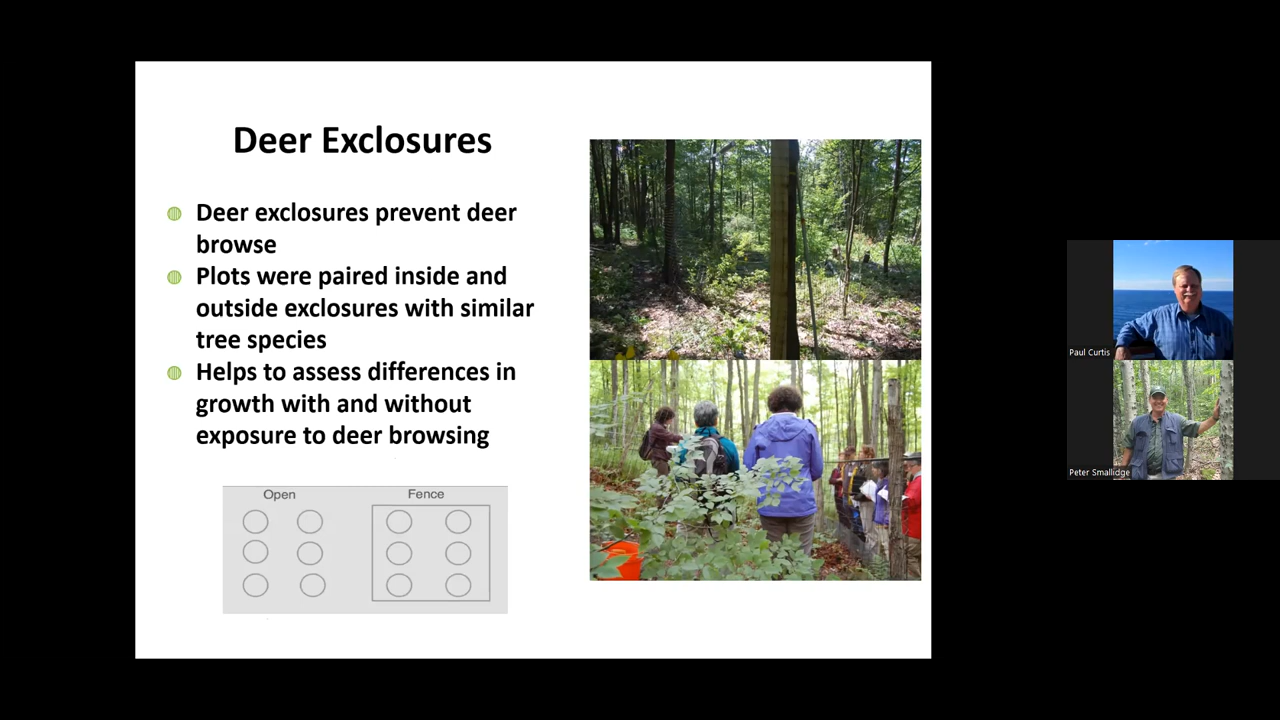 Deer Exclosures
Deer exclosures prevent deer
browse
Plots were paired inside and
outside exclosures with similar
tree species
Helps to assess differences in
growth with and without
exposure to deer browsing
Open Fence
Paul Curtis
Peter Smallidge